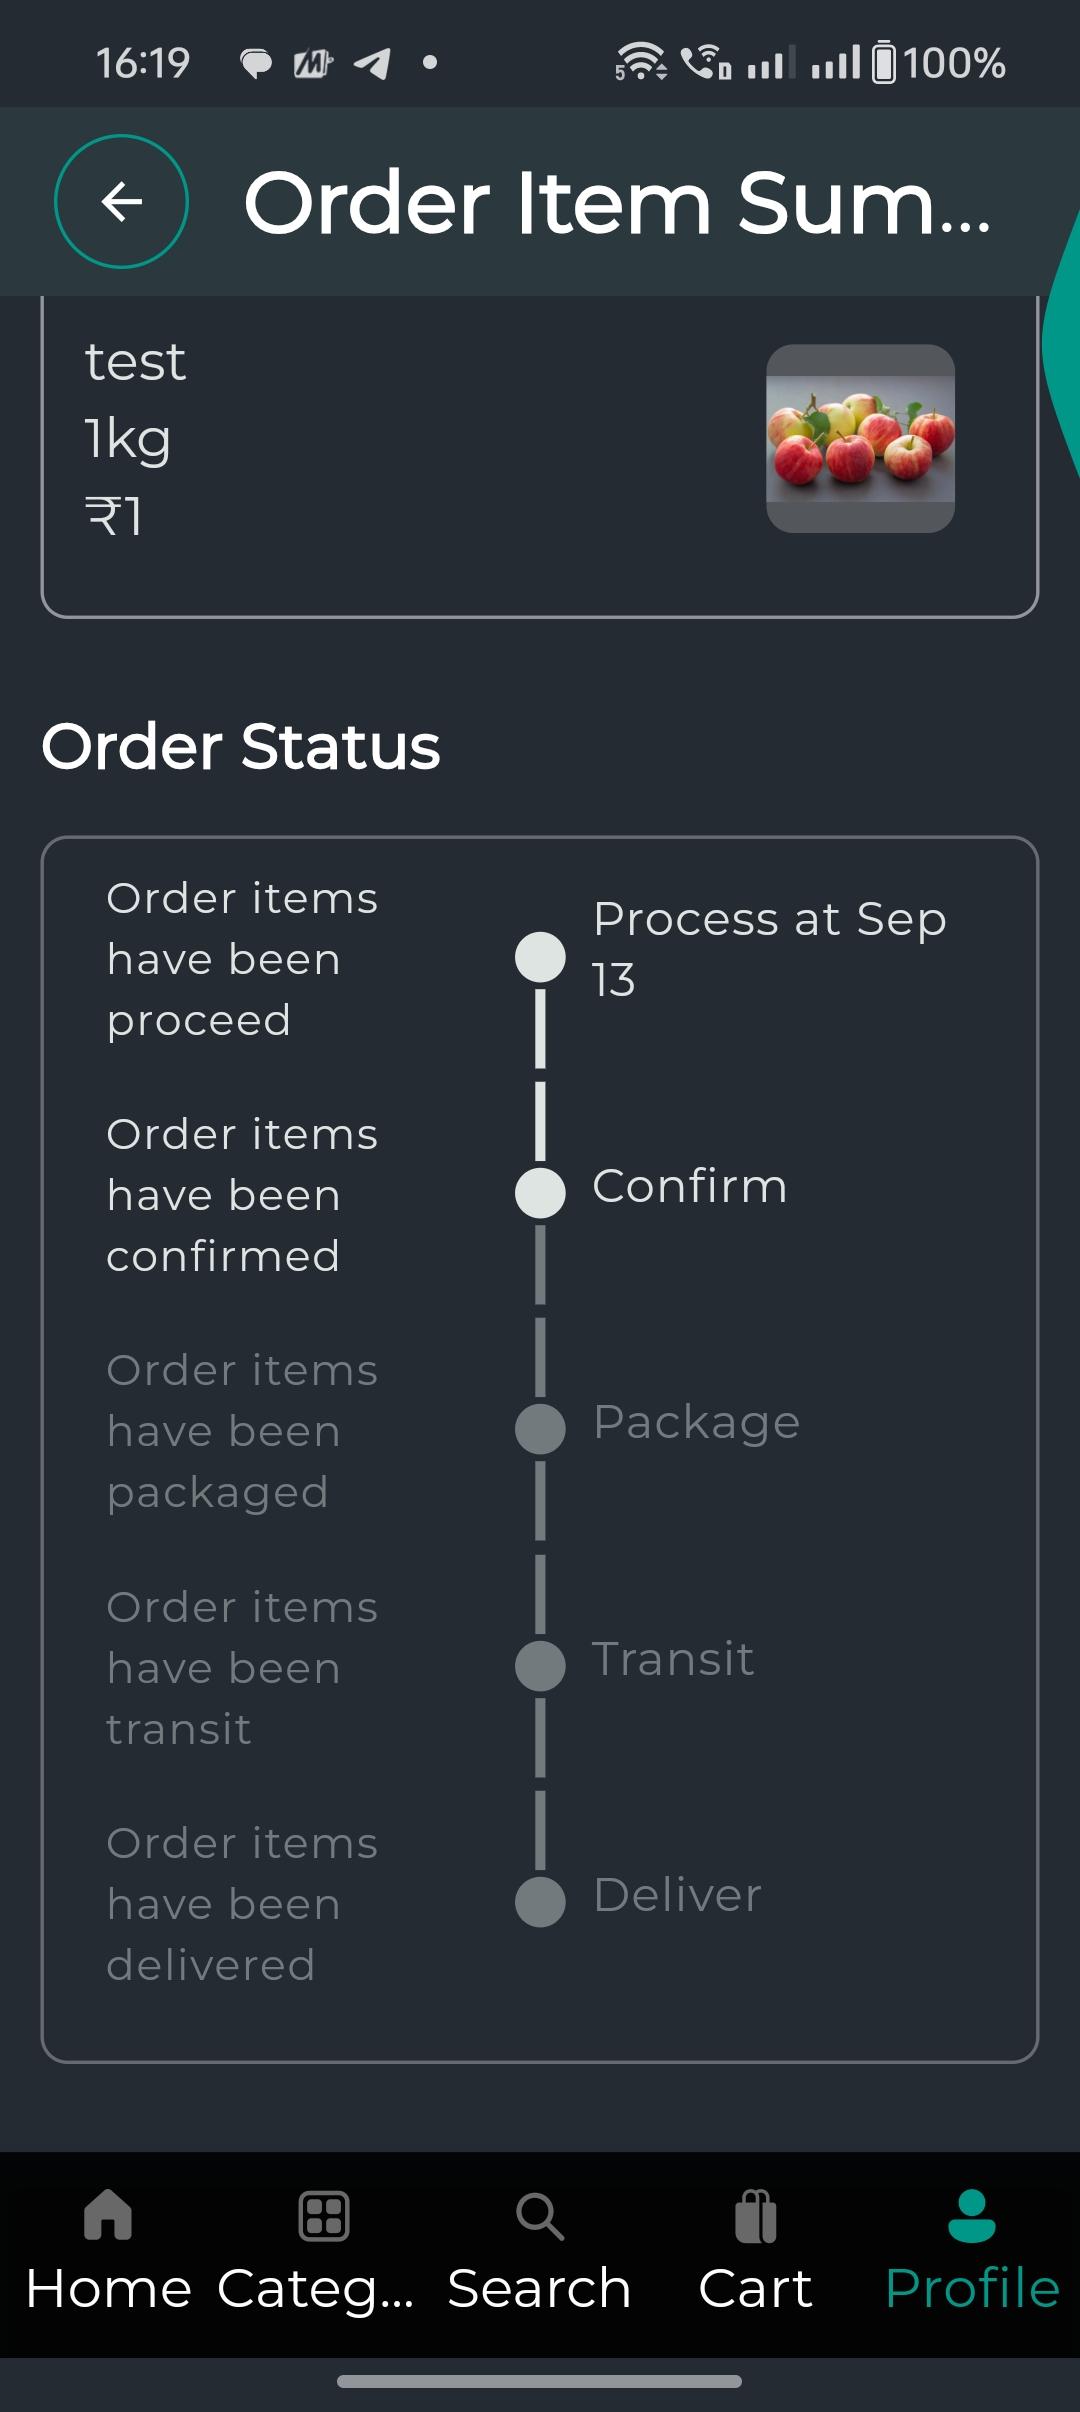 16:19
5
100%
Order Item Sum...
test
1kg
₹1
Order Status
Order items
have been
proceed
Process at Sep
13
Order items
have been
confirmed
Confirm
Order items
have been
packaged
Package
Order items
have been
transit
Transit
Order items
have been
delivered
Deliver
Home
Categ...
Search
Cart
Profile